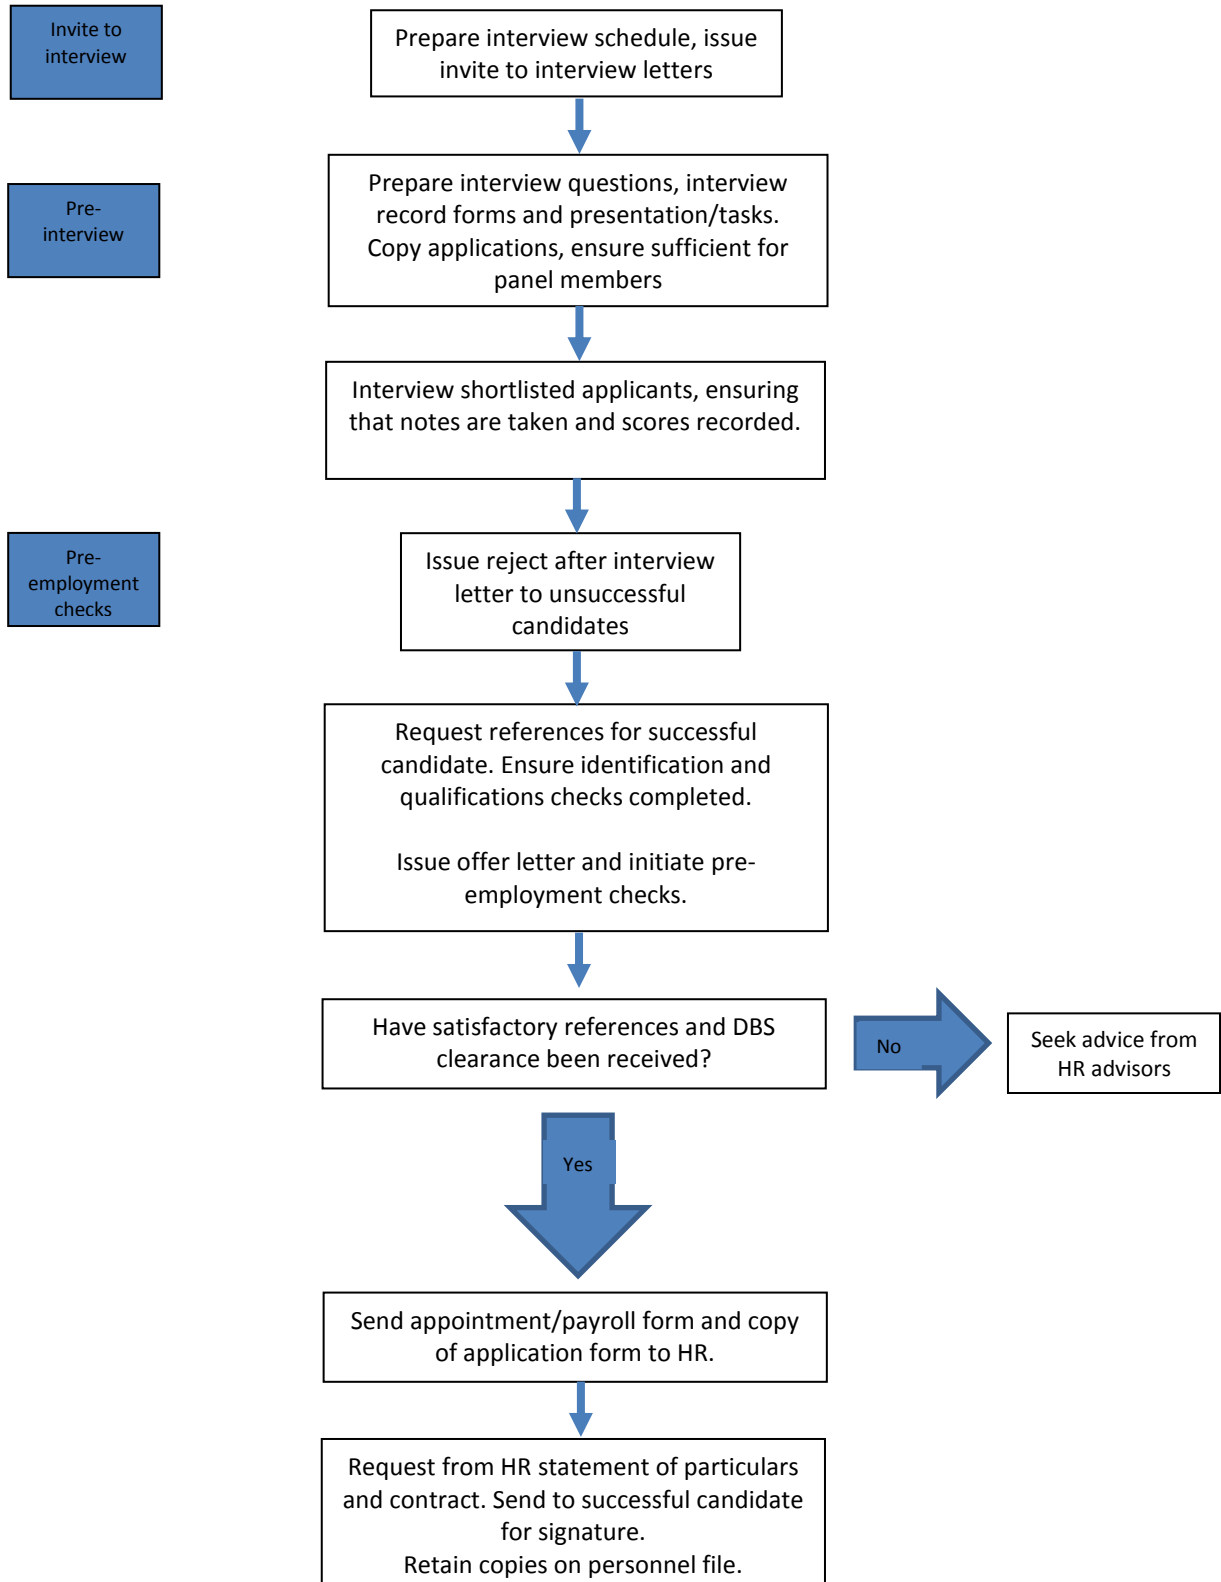 Invite to
interview
Prepare interview schedule, issue
invite to interview letters
Pre-
interview
Prepare interview questions, interview
record forms and presentation/tasks.
Copy applications, ensure sufficient for
panel members
Interview shortlisted applicants, ensuring
that notes are taken and scores recorded.
Pre-
employment
checks
Issue reject after interview
letter to unsuccessful
candidates
Request references for successful
candidate. Ensure identification and
qualifications checks completed.
Issue offer letter and initiate pre-
employment checks.
Have satisfactory references and DBS
clearance been received?
No
Seek advice from
HR advisors
Yes
Send appointment/payroll form and copy
of application form to HR.
Request from HR statement of particulars
and contract. Send to successful candidate
for signature.
Retain copies on personnel file.